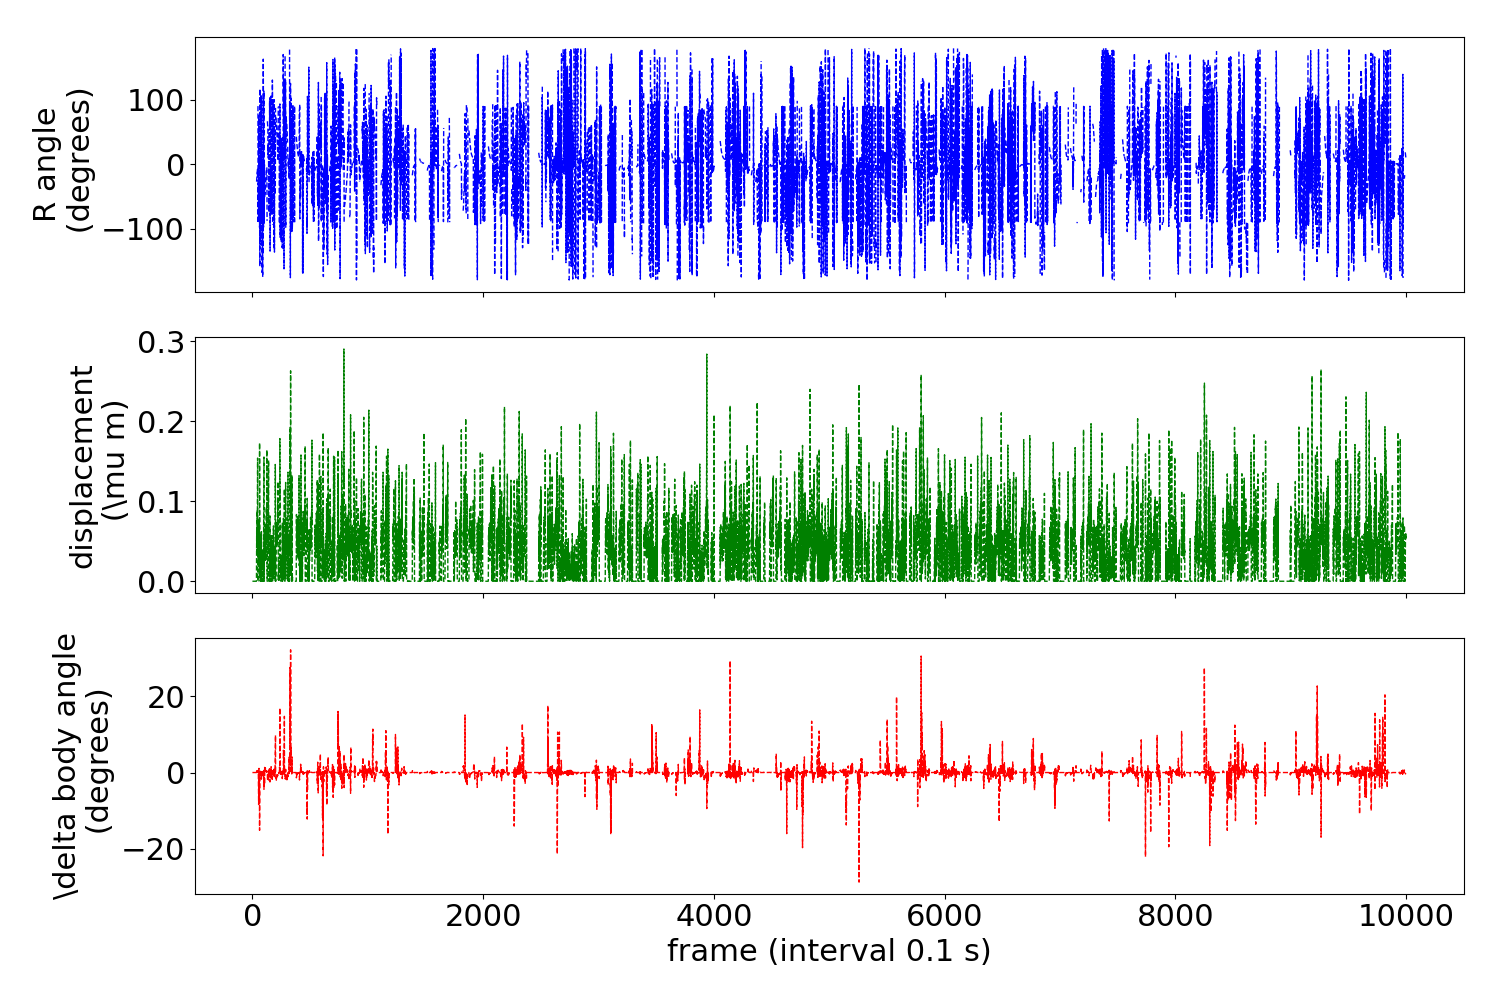 R angle
(degrees)
100
0
−100
displacement
(\mu m)
0.3
0.2
0.1
0.0
\delta body angle
(degrees)
20
0
−20
0 2000 4000 6000 8000 10000
frame (interval 0.1 s)